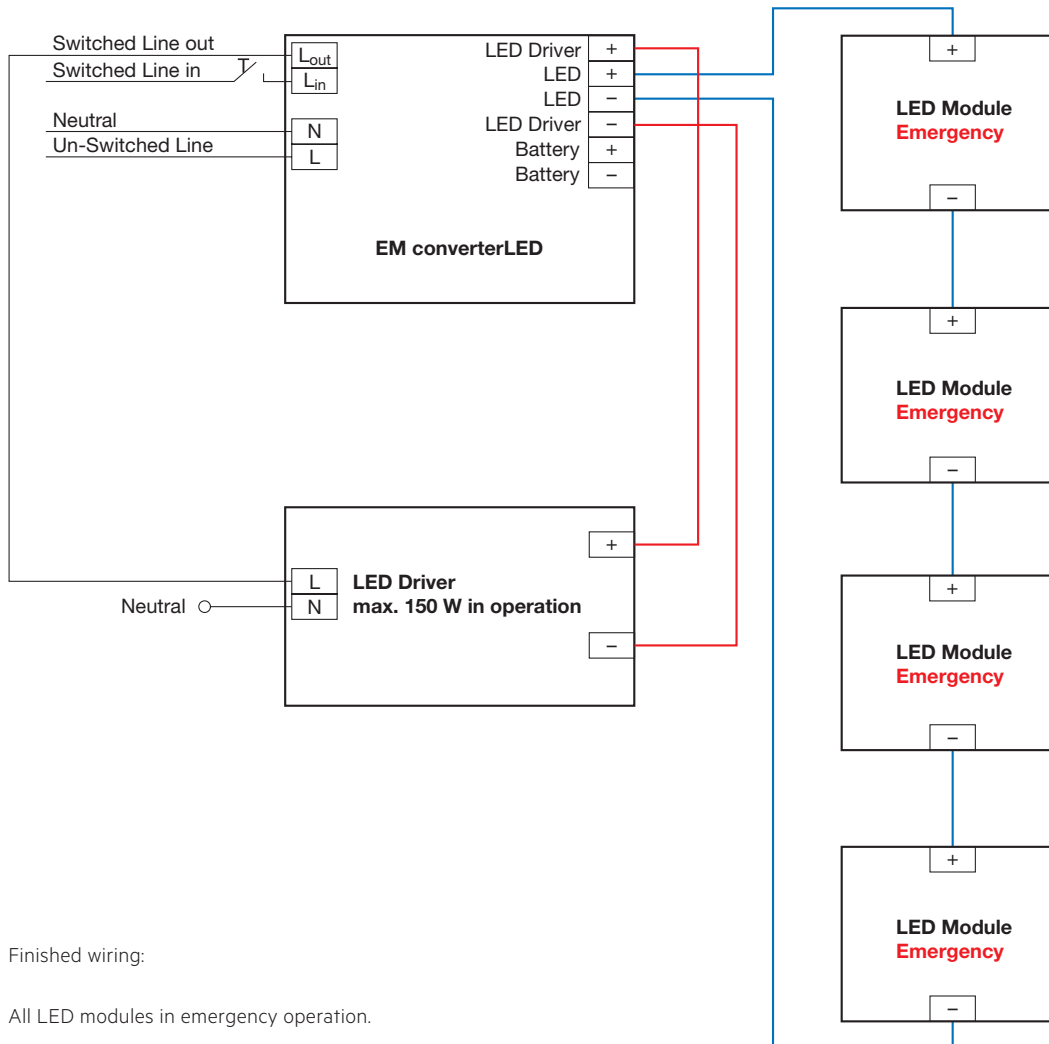 Switched Line out
Switched Line in
Neutral
Un-Switched Line
Lout
Lin
N
L
LED Driver +
LED +
LED –
LED Driver –
Battery +
Battery –
EM converterLED
L
N
Neutral
LED Driver
max. 150 W in operation
+
–
+
LED Module
Emergency
–
+
LED Module
Emergency
–
+
LED Module
Emergency
–
+
LED Module
Emergency
–
Finished wiring:
All LED modules in emergency operation.